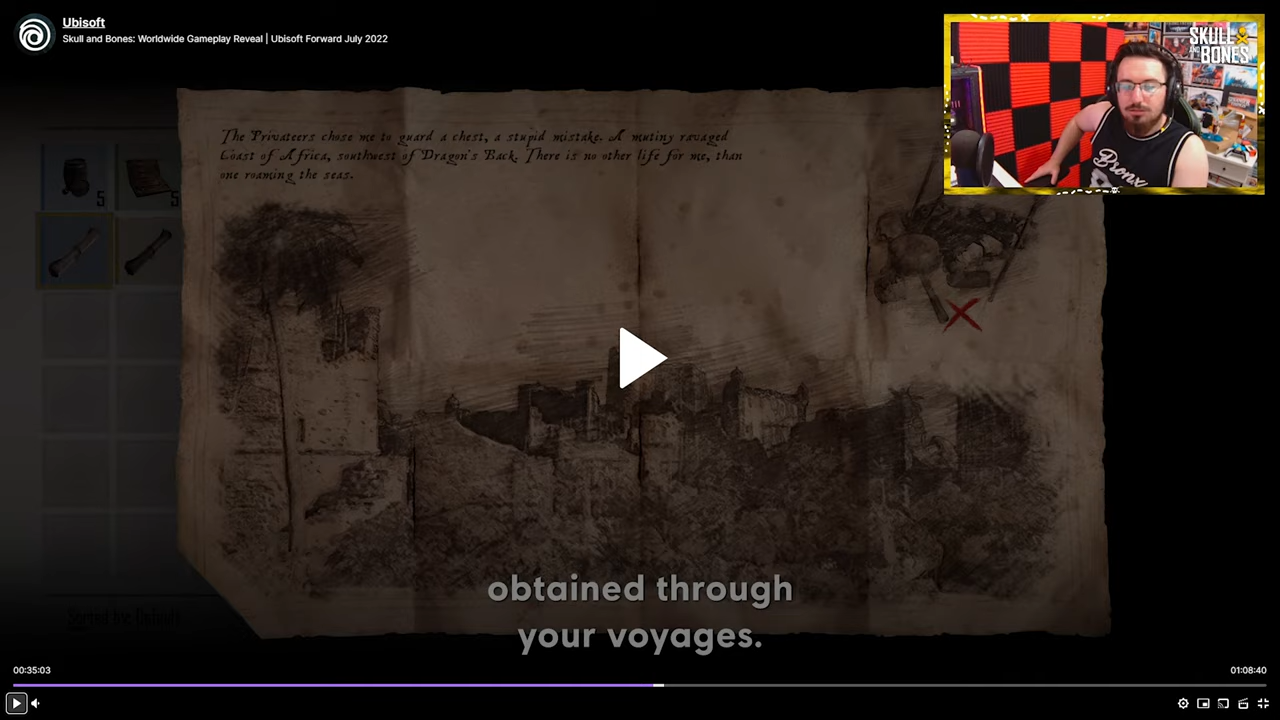 Ubisoft
Skull and Bones: Worldwide Gameplay Reveal | Ubisoft Forward July 2022
SKULL
AND BONES
The Privateers chose me to guard a chest, a stupid mistake. A mutiny ravaged
Coast of Africa, southwest of Dragon's Back. There is no other life for me, than
one roaming the seas.
Bronx
5
5
obtained through
your voyages.
00:35:03
01:08:40